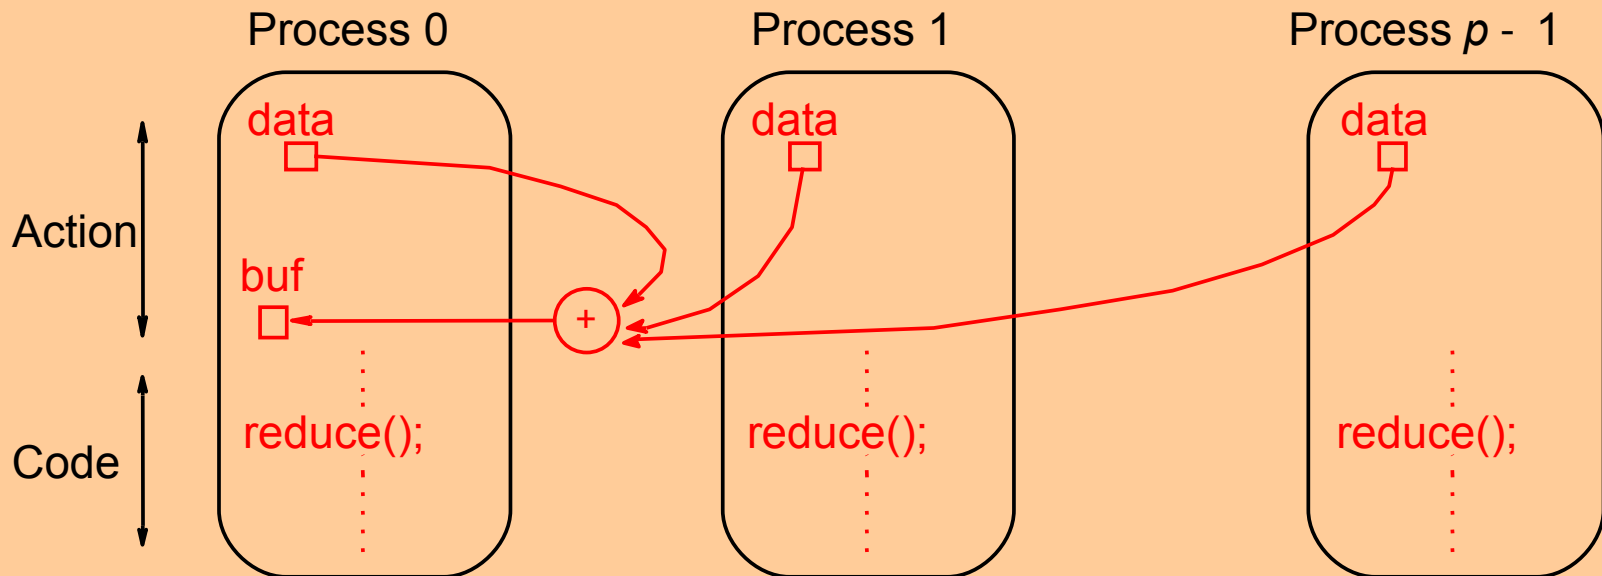 Process 0 Process 1 Process p - 1
data data data
Action
buf
+
reduce(); reduce(); reduce();
Code